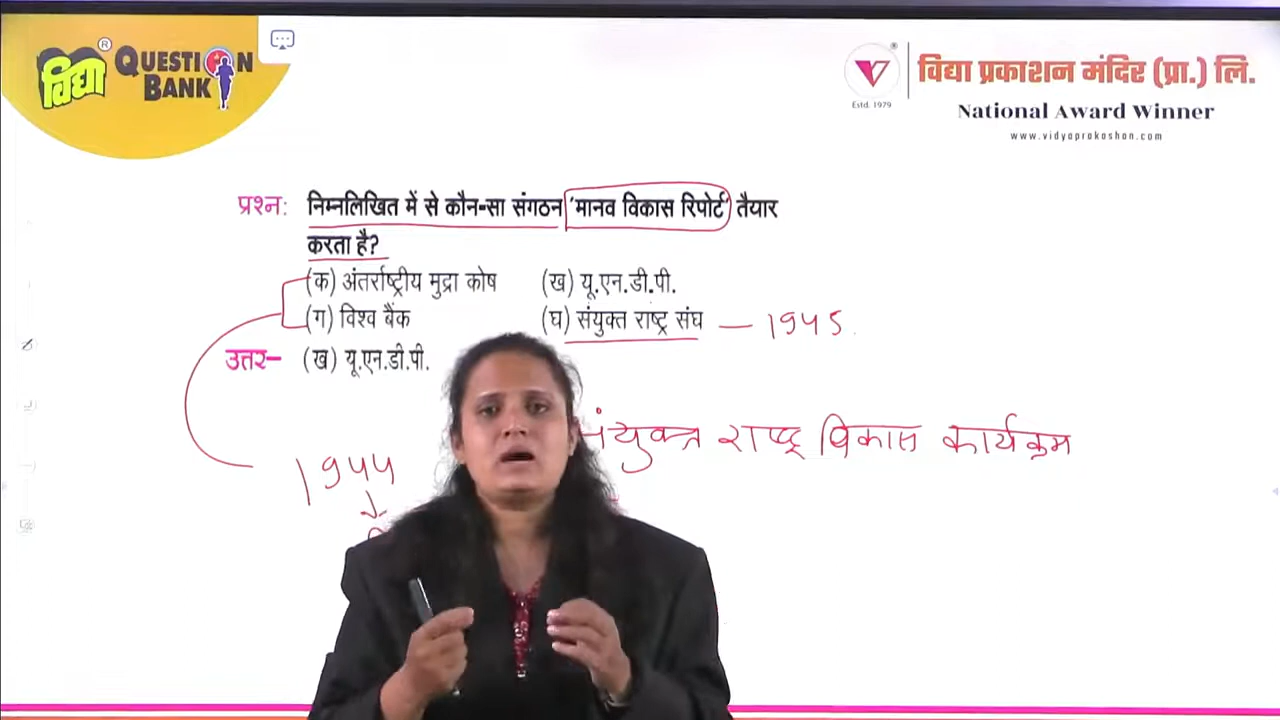 विद्या
QUESTION BANK
®
Estd. 1979
विद्या प्रकाशन मंदिर (प्रा.) लि.
National Award Winner
www.vidyaprakashan.com
प्रश्न: निम्नलिखित में से कौन-सा संगठन 'मानव विकास रिपोर्ट' तैयार
करता है?
(क) अंतर्राष्ट्रीय मुद्रा कोष (ख) यू.एन.डी.पी.
(ग) विश्व बैंक (घ) संयुक्त राष्ट्र संघ — 1945
उत्तर– (ख) यू.एन.डी.पी.
राष्ट्र विकास कार्यक्रम
1944